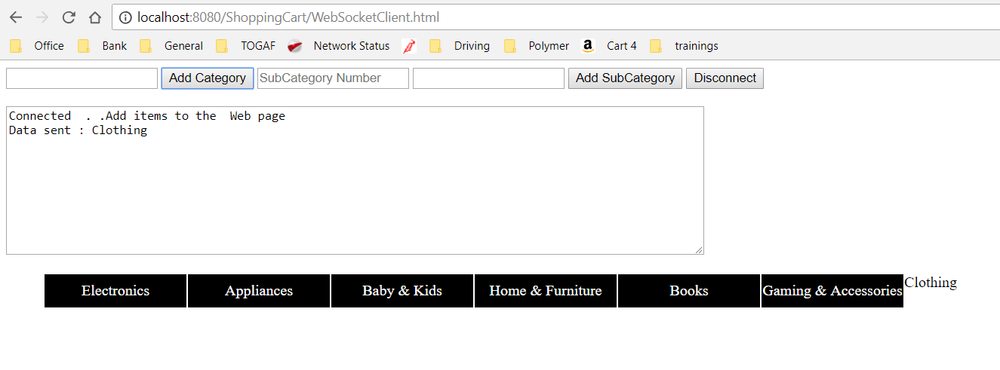 localhost:8080/ShoppingCart/WebSocketClient.html
Office Bank General TOGAF Network Status Driving Polymer a Cart 4 trainings
Add Category SubCategory Number Add SubCategory Disconnect
Connected . .Add items to the Web page
Data sent : Clothing
Electronics Appliances Baby & Kids Home & Furniture Books Gaming & Accessories Clothing